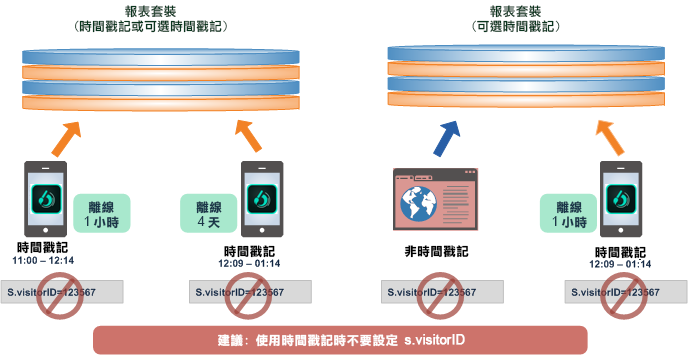 報表套裝
（時間戳記或可選時間戳記）
報表套裝
（可選時間戳記）
離線
1 小時
離線
4 天
離線
1 小時
時間戳記
11:00 – 12:14
時間戳記
12:09 – 01:14
非時間戳記
時間戳記
12:09 – 01:14
S.visitorID=123567
S.visitorID=123567
S.visitorID=123567
S.visitorID=123567
建議: 使用時間戳記時不要設定 s.visitorID